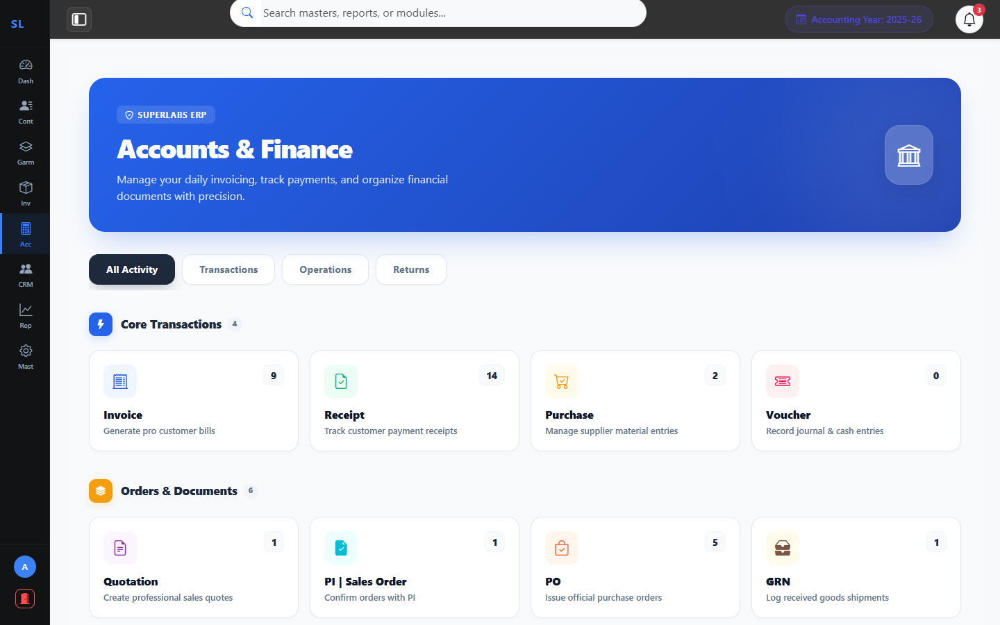 SL
Search masters, reports, or modules...
Accounting Year: 2025-26
3
Dash
Cont
Garm
Inv
Acc
CRM
Rep
Mast
A
SUPERLABS ERP
Accounts & Finance
Manage your daily invoicing, track payments, and organize financial
documents with precision.
All Activity
Transactions
Operations
Returns
Core Transactions 4
9
Invoice
Generate pro customer bills
14
Receipt
Track customer payment receipts
2
Purchase
Manage supplier material entries
0
Voucher
Record journal & cash entries
Orders & Documents 6
1
Quotation
Create professional sales quotes
1
PI | Sales Order
Confirm orders with PI
5
PO
Issue official purchase orders
1
GRN
Log received goods shipments